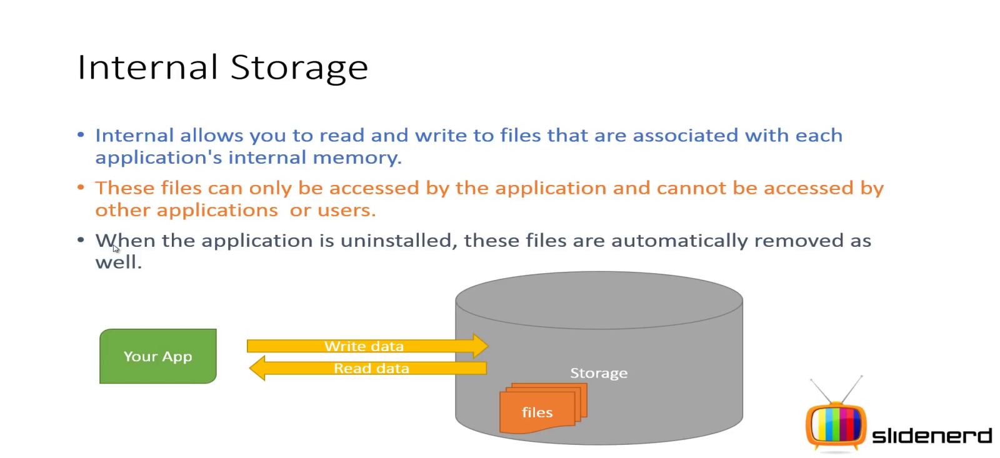 Internal Storage
• Internal allows you to read and write to files that are associated with each
application's internal memory.
• These files can only be accessed by the application and cannot be accessed by
other applications  or users.
• When the application is uninstalled, these files are automatically removed as
well.
Your App
Write data
Read data
Storage
files
slidenerd